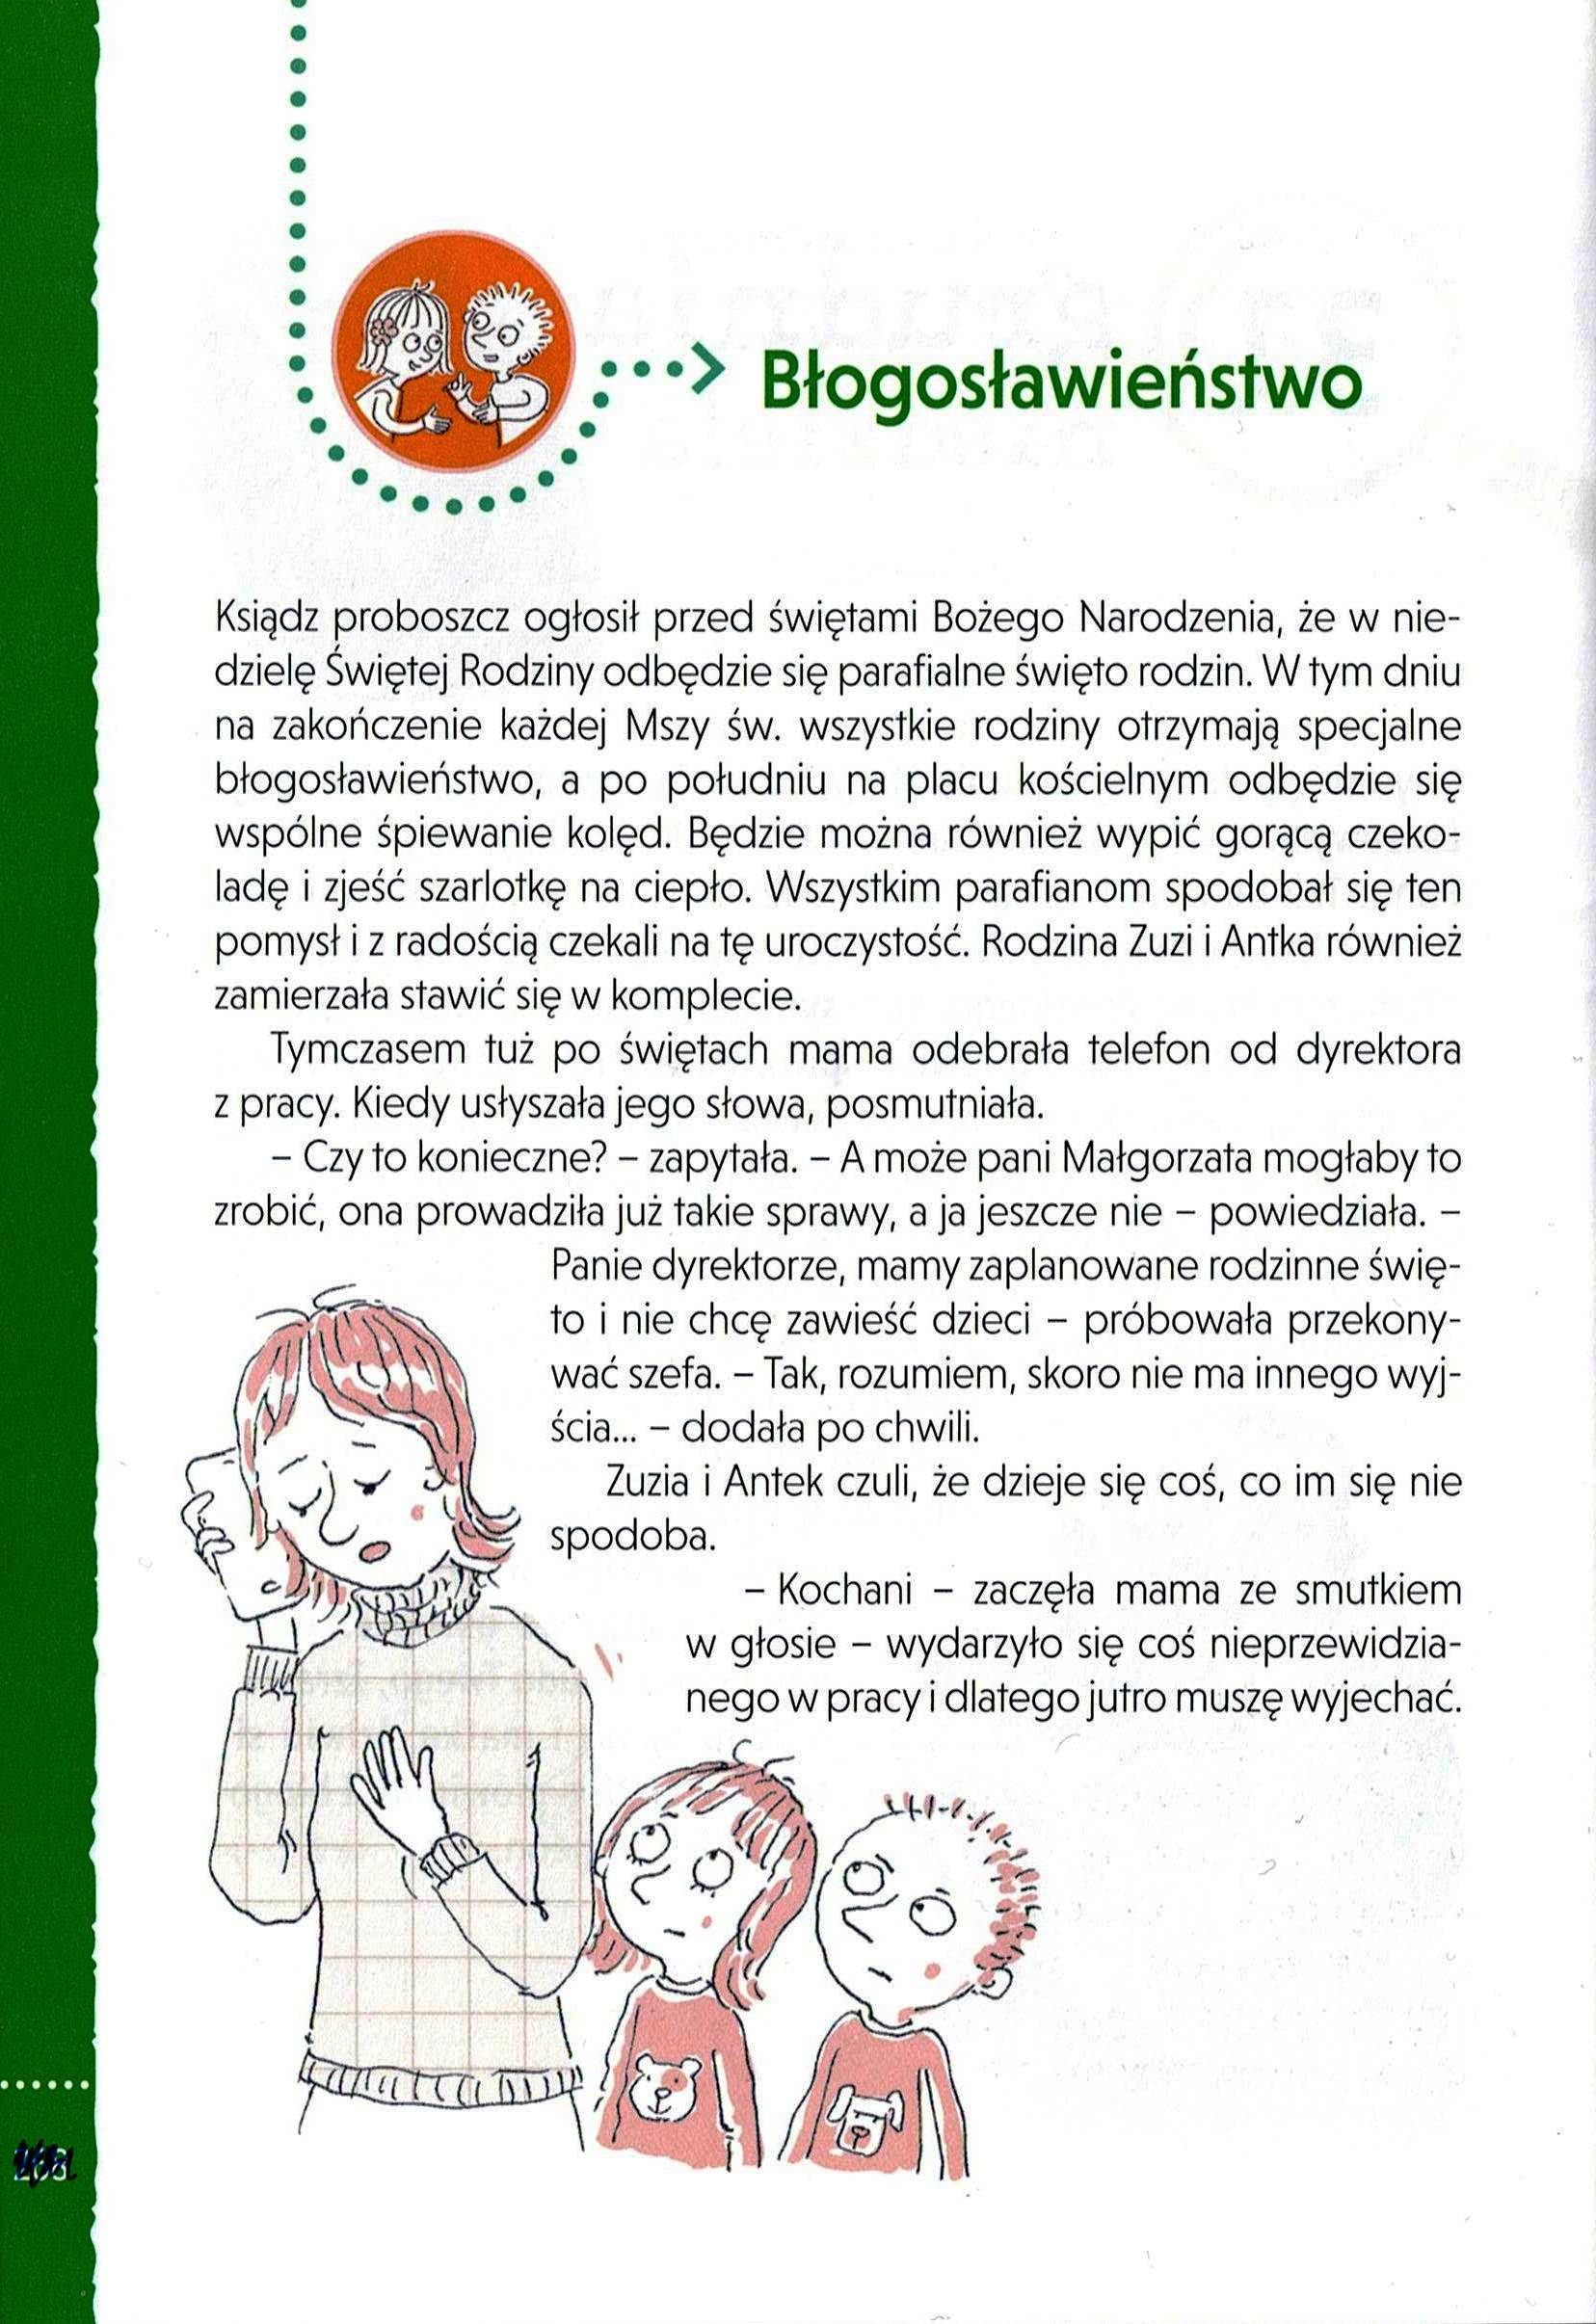 Błogosławieństwo
Ksiądz proboszcz ogłosił przed świętami Bożego Narodzenia, że w nie-
dzielę Świętej Rodziny odbędzie się parafialne święto rodzin. W tym dniu
na zakończenie każdej Mszy św. wszystkie rodziny otrzymają specjalne
błogosławieństwo, a po południu na placu kościelnym odbędzie się
wspólne śpiewanie kolęd. Będzie można również wypić gorącą czeko-
ladę i zjeść szarlotkę na ciepło. Wszystkim parafianom spodobał się ten
pomysł i z radością czekali na tę uroczystość. Rodzina Zuzi i Antka również
zamierzała stawić się w komplecie.
Tymczasem tuż po świętach mama odebrała telefon od dyrektora
z pracy. Kiedy usłyszała jego słowa, posmutniała.
– Czy to konieczne? – zapytała. – A może pani Małgorzata mogłaby to
zrobić, ona prowadziła już takie sprawy, a ja jeszcze nie – powiedziała. –
Panie dyrektorze, mamy zaplanowane rodzinne świę-
to i nie chcę zawieść dzieci – próbowała przekony-
wać szefa. – Tak, rozumiem, skoro nie ma innego wyj-
ścia... – dodała po chwili.
Zuzia i Antek czuli, że dzieje się coś, co im się nie
spodoba.
– Kochani – zaczęła mama ze smutkiem
w głosie – wydarzyło się coś nieprzewidzia-
nego w pracy i dlatego jutro muszę wyjechać.